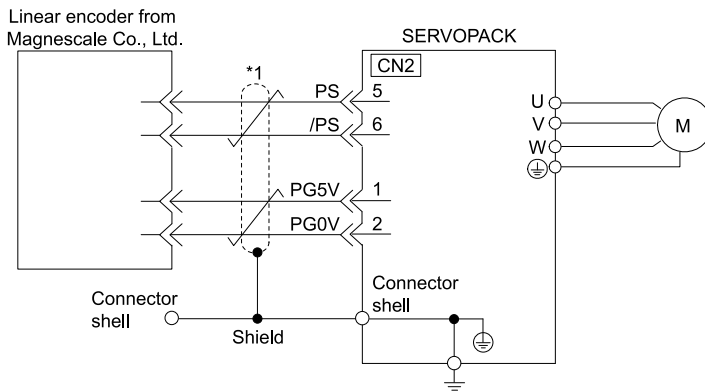 Linear encoder from
Magnescale Co., Ltd.
SERVOPACK
*1
CN2
PS 5
/PS 6
PG5V 1
PG0V 2
U
V
W
M
Connector
shell
Shield
Connector
shell